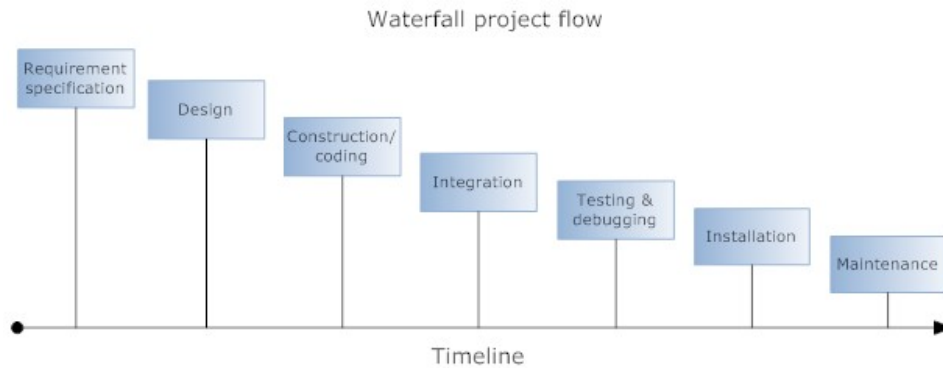 Waterfall project flow
Requirement
specification
Design
Construction/
coding
Integration
Testing &
debugging
Installation
Maintenance
Timeline